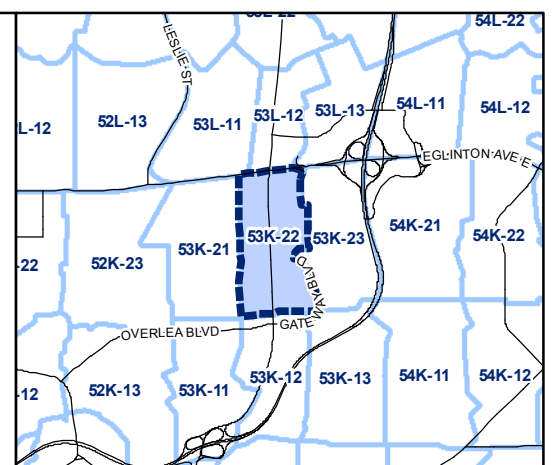 53L-22
54L-22
LESLIE ST
L-12
52L-13
53L-11
53L-12
53L-13
54L-11
54L-12
EGLINTON AVE E
-22
52K-23
53K-21
53K-22
53K-23
54K-21
54K-22
OVERLEA BLVD
GATEWAY BLVD
-12
52K-13
53K-11
53K-12
53K-13
54K-11
54K-12